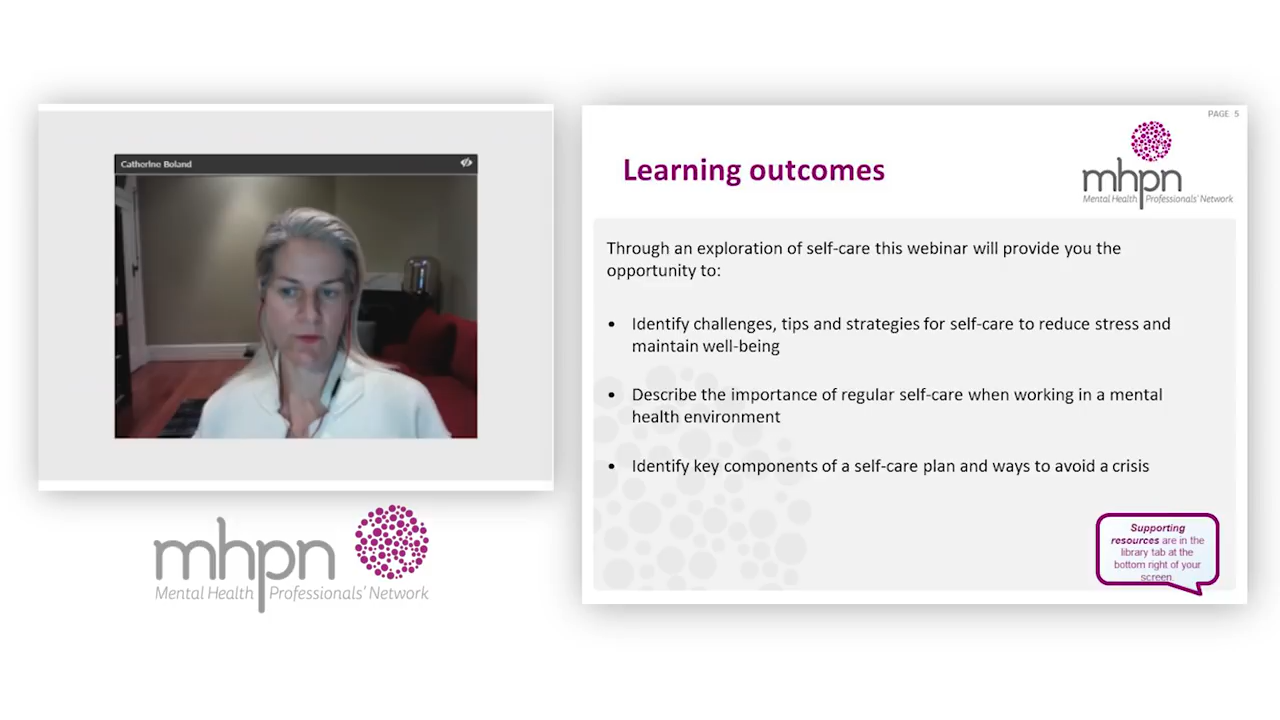 Catherine Boland
mhpn
Mental Health Professionals' Network
PAGE 5
Learning outcomes
mhpn
Mental Health Professionals' Network
Through an exploration of self-care this webinar will provide you the
opportunity to:
• Identify challenges, tips and strategies for self-care to reduce stress and
maintain well-being
• Describe the importance of regular self-care when working in a mental
health environment
• Identify key components of a self-care plan and ways to avoid a crisis
Supporting
resources are in the
library tab at the
bottom right of your
screen.